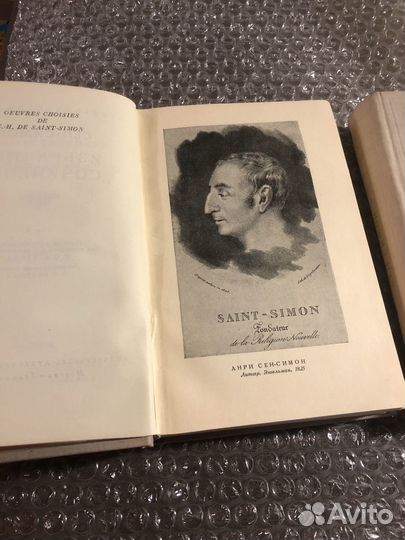 OEUVRES CHOISIES
DE
C.-H. DE SAINT-SIMON
SAINT-SIMON
Fondateur
de la Religion Nouvelle.
АНРИ СЕН-СИМОН
Литогр. Энгельман, 1825
Avito